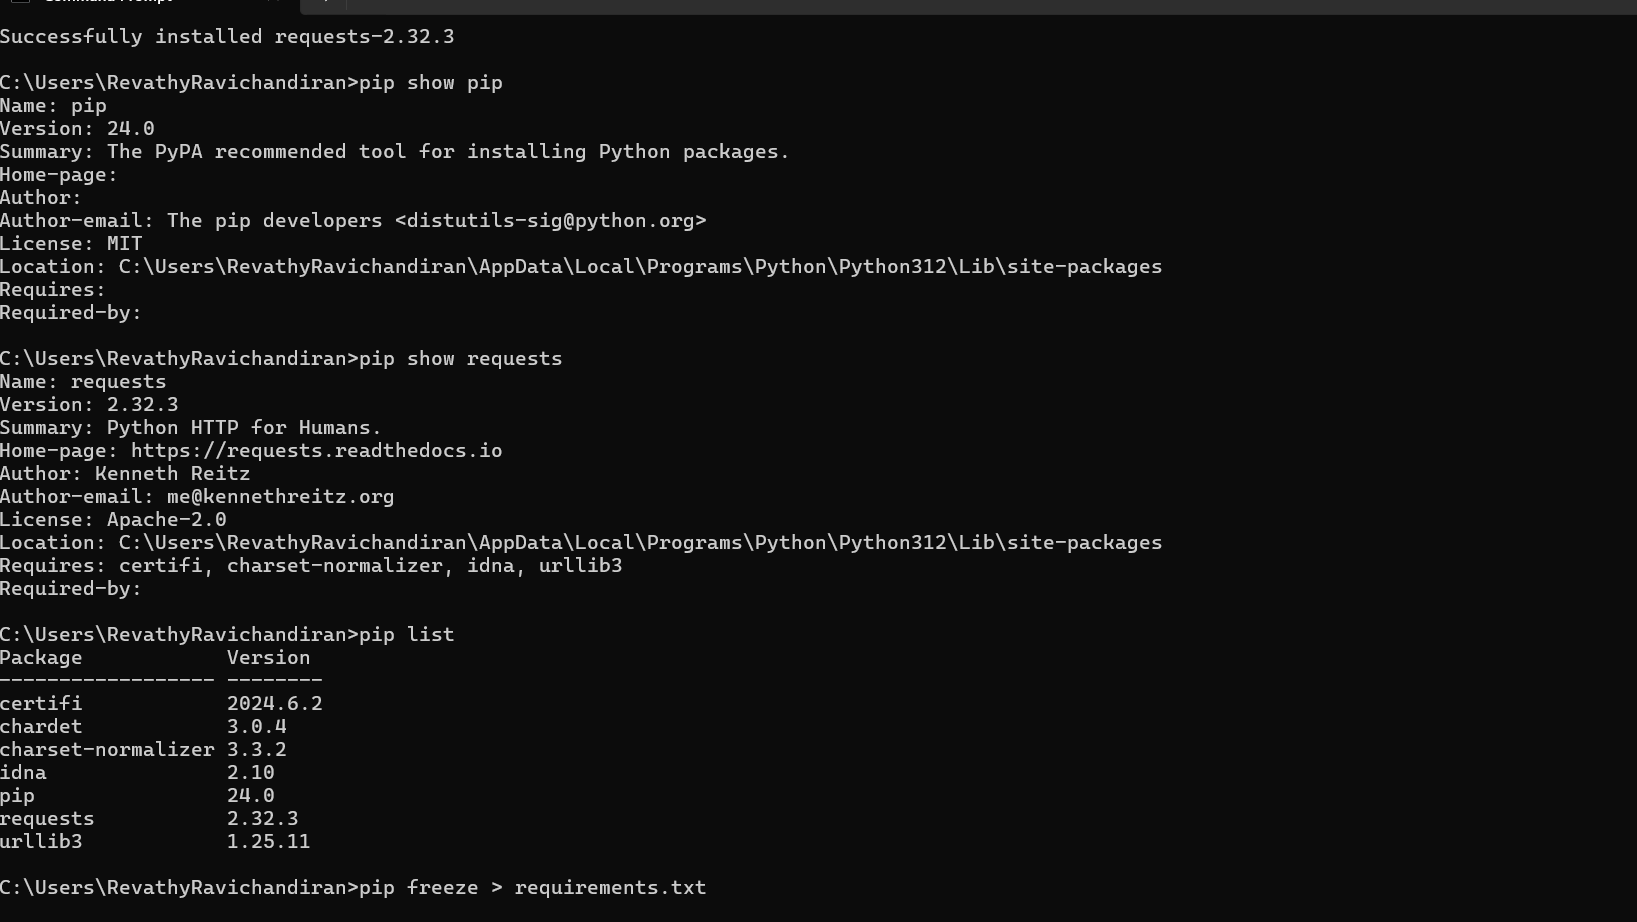 Successfully installed requests-2.32.3
C:\Users\RevathyRavichandiran>pip show pip
Name: pip
Version: 24.0
Summary: The PyPA recommended tool for installing Python packages.
Home-page:
Author:
Author-email: The pip developers <distutils-sig@python.org>
License: MIT
Location: C:\Users\RevathyRavichandiran\AppData\Local\Programs\Python\Python312\Lib\site-packages
Requires:
Required-by:
C:\Users\RevathyRavichandiran>pip show requests
Name: requests
Version: 2.32.3
Summary: Python HTTP for Humans.
Home-page: https://requests.readthedocs.io
Author: Kenneth Reitz
Author-email: me@kennethreitz.org
License: Apache-2.0
Location: C:\Users\RevathyRavichandiran\AppData\Local\Programs\Python\Python312\Lib\site-packages
Requires: certifi, charset-normalizer, idna, urllib3
Required-by:
C:\Users\RevathyRavichandiran>pip list
Package            Version
------------------ --------
certifi            2024.6.2
chardet            3.0.4
charset-normalizer 3.3.2
idna               2.10
pip                24.0
requests           2.32.3
urllib3            1.25.11
C:\Users\RevathyRavichandiran>pip freeze > requirements.txt